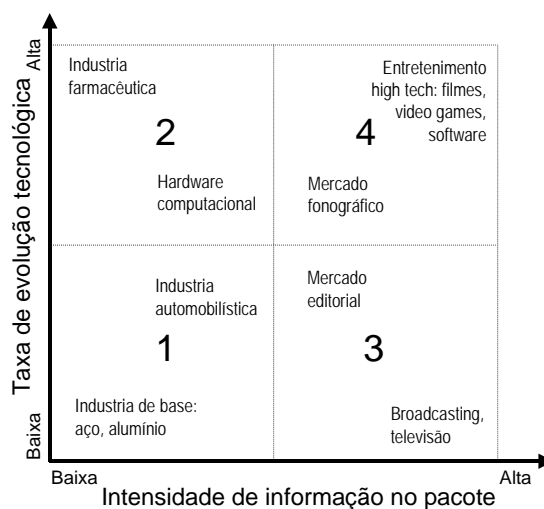 Taxa de evolução tecnológica
Alta
Baixa
Industria
farmacêutica
2
Hardware
computacional
Entretenimento
high tech: filmes,
video games,
software
4
Mercado
fonográfico
Industria
automobilística
1
Industria de base:
aço, alumínio
Mercado
editorial
3
Broadcasting,
televisão
Baixa
Alta
Intensidade de informação no pacote